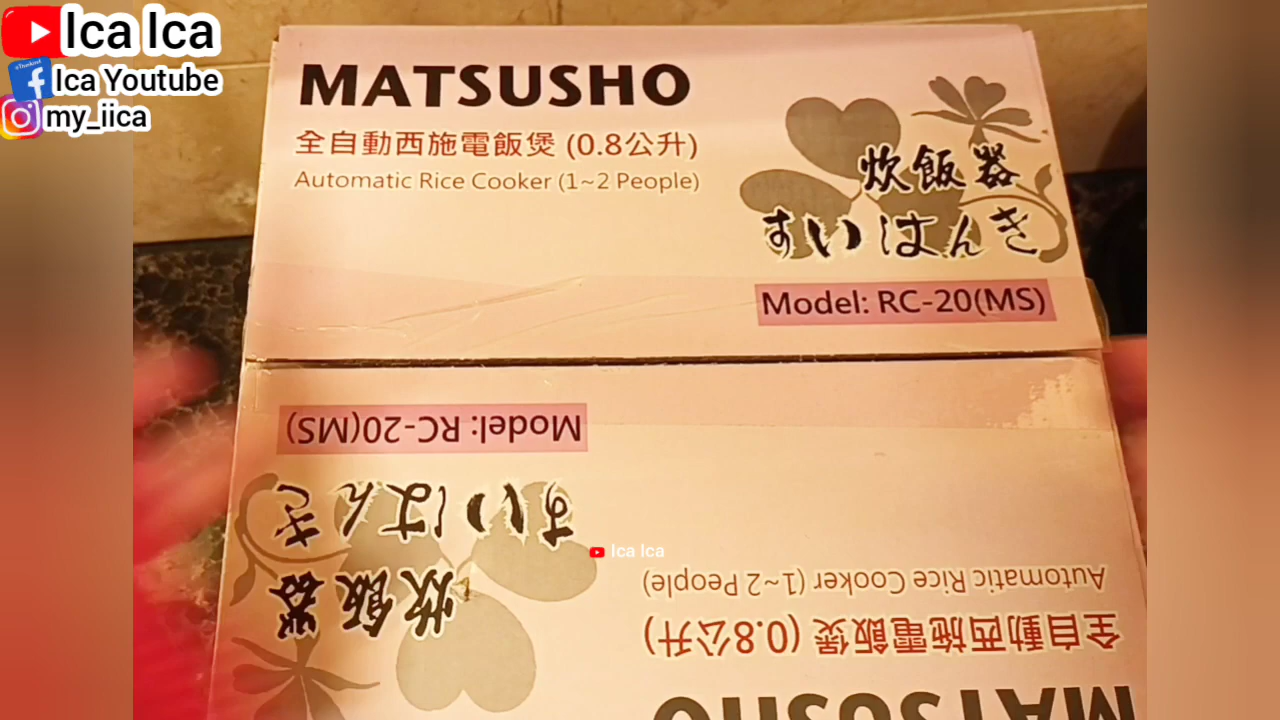 Ica Ica
Ica Youtube
my_iica
MATSUSHO
全自動西施電飯煲 (0.8公升)
Automatic Rice Cooker (1~2 People)
炊飯器
すいはんき
Model: RC-20(MS)
Model: RC-20(MS)
すいはんき
炊飯器
Ica Ica
Automatic Rice Cooker (1~2 People)
全自動西施電飯煲 (0.8公升)
MATSUSHO